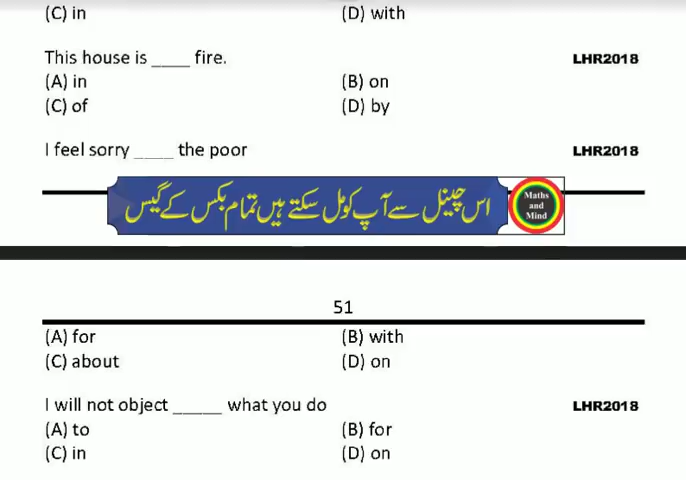 (C) in (D) with
This house is ____ fire. LHR2018
(A) in (B) on
(C) of (D) by
I feel sorry ____ the poor LHR2018
اس چینل سے آپ کو مل سکتے ہیں تمام بکس کے گیس
Maths
and
Mind
51
(A) for (B) with
(C) about (D) on
I will not object _____ what you do LHR2018
(A) to (B) for
(C) in (D) on